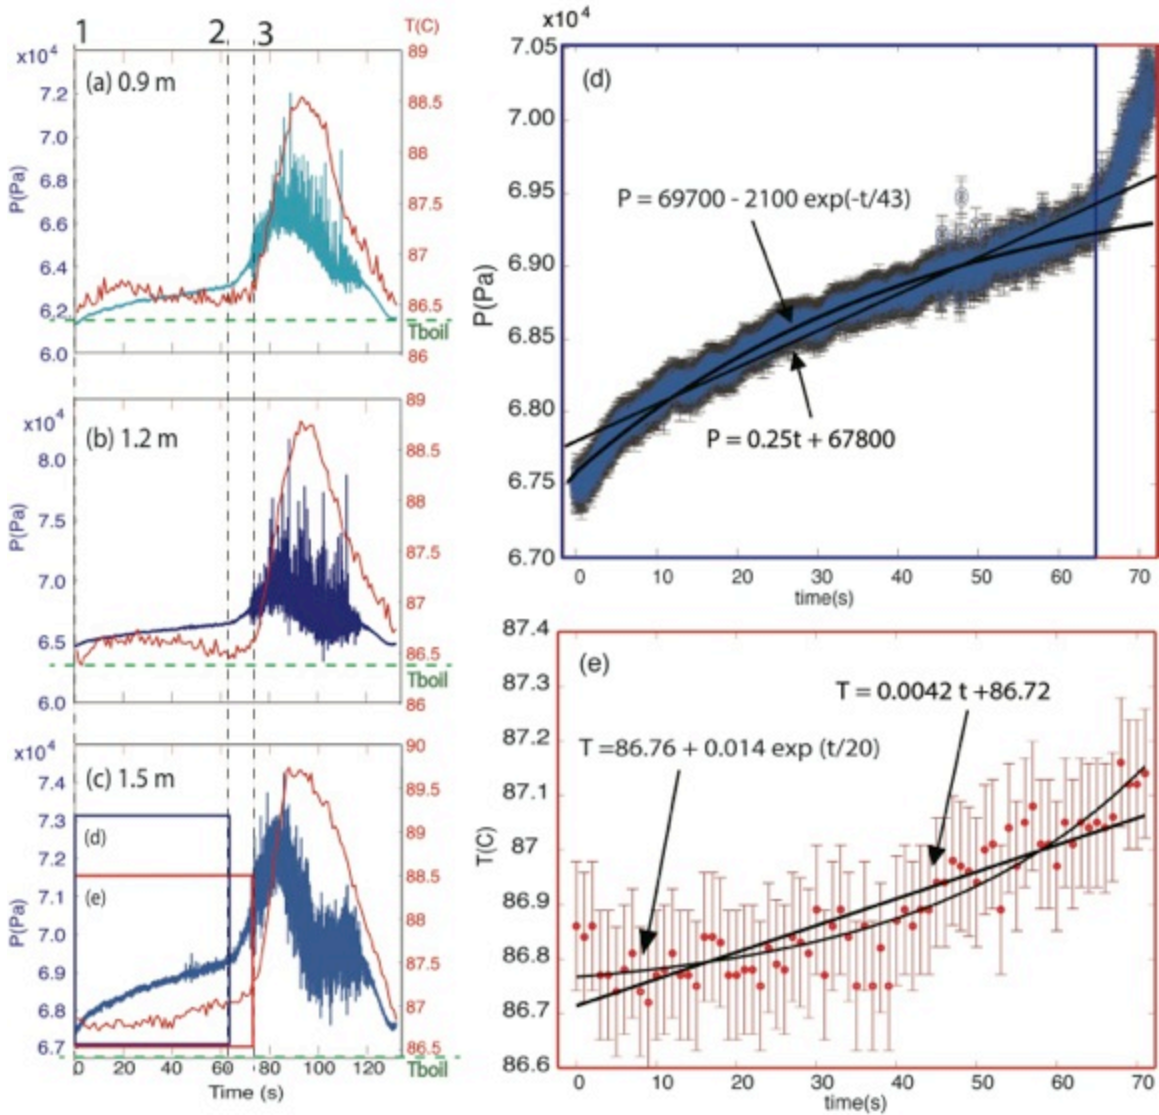 1 2 3
x10⁴ T(C)
(a) 0.9 m
P(Pa)
7.2
7.0
6.8
6.6
6.4
6.2
6.0
89
88.5
88
87.5
87
86.5
86
Tboil
x10⁴
(b) 1.2 m
P(Pa)
8.0
7.5
7.0
6.5
6.0
89
88.5
88
87.5
87
86.5
86
Tboil
x10⁴
(c) 1.5 m
(d)
(e)
P(Pa)
7.4
7.3
7.2
7.1
7.0
6.9
6.8
6.7
90
89.5
89
88.5
88
87.5
87
86.5
Tboil
0 20 40 60 80 100 120
Time (s)
x10⁴
(d)
P(Pa)
7.05
7.00
6.95
6.90
6.85
6.80
6.75
6.70
P = 69700 - 2100 exp(-t/43)
P = 0.25t + 67800
0 10 20 30 40 50 60 70
time(s)
(e)
T(C)
87.4
87.3
87.2
87.1
87
86.9
86.8
86.7
86.6
T = 0.0042 t +86.72
T =86.76 + 0.014 exp (t/20)
0 10 20 30 40 50 60 70
time(s)